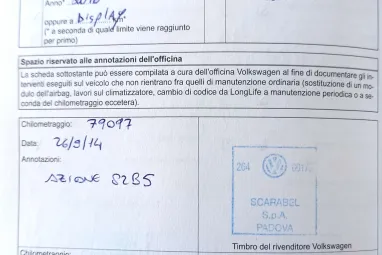 Anno*
oppure a DisplAy
(* a seconda di quale limite viene raggiunto
per primo)
Spazio riservato alle annotazioni dell'officina
La scheda sottostante può essere compilata a cura dell'officina Volkswagen al fine di documentare gli in-
terventi eseguiti sul veicolo che non rientrano fra quelli di manutenzione ordinaria (sostituzione di un mo-
dulo dell'airbag, lavori sul climatizzatore, cambio di codice da LongLife a manutenzione periodica o a se-
conda del chilometraggio eccetera).
Chilometraggio: 79097
Data: 26/9/14
Annotazioni:
AZIONE S2B5
264
SCARABEL
S.p.A.
PADOVA
Timbro del rivenditore Volkswagen
Chilometraggio: